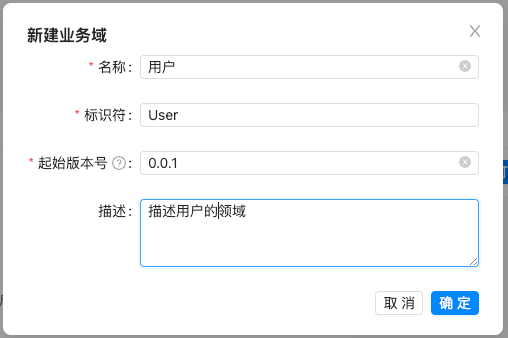 新建业务域
* 名称: 用户
* 标识符: User
* 起始版本号 ?: 0.0.1
描述: 描述用户的领域
取 消 确 定